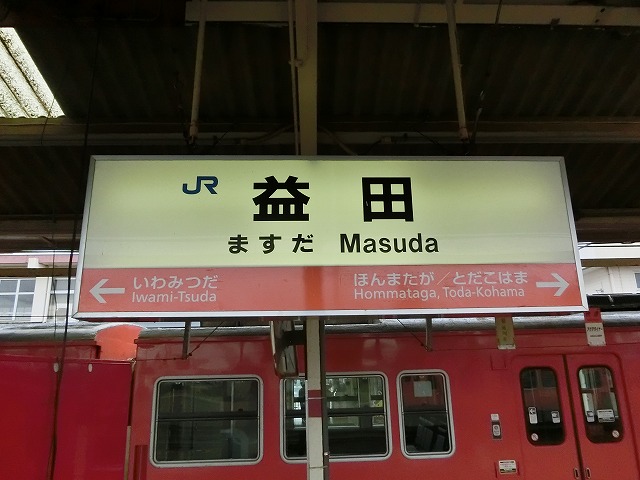 JR 益田
ますだ Masuda
← いわみつだ ほんまたが／とだこはま →
Iwami-Tsuda Hommataga, Toda-Kohama